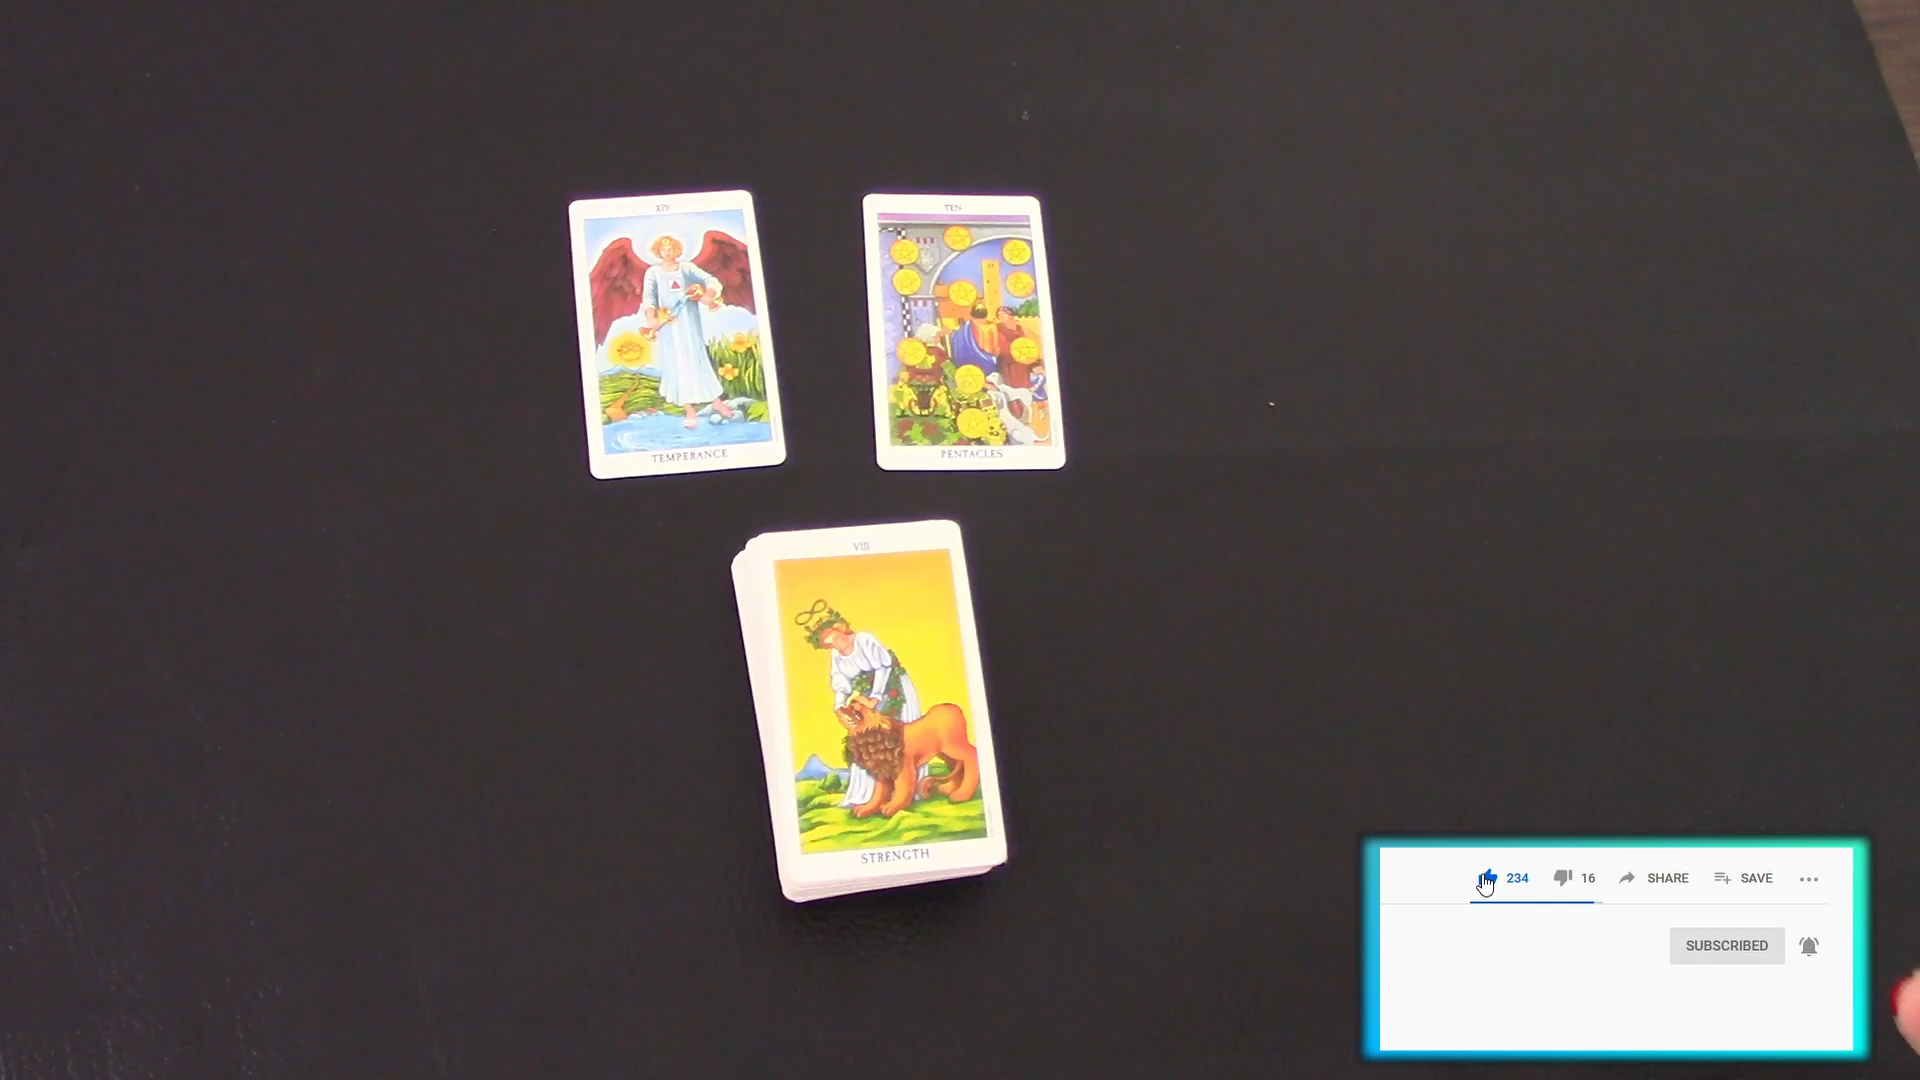 XIV
TEMPERANCE
TEN
PENTACLES
VIII
STRENGTH
234 16 SHARE SAVE
SUBSCRIBED